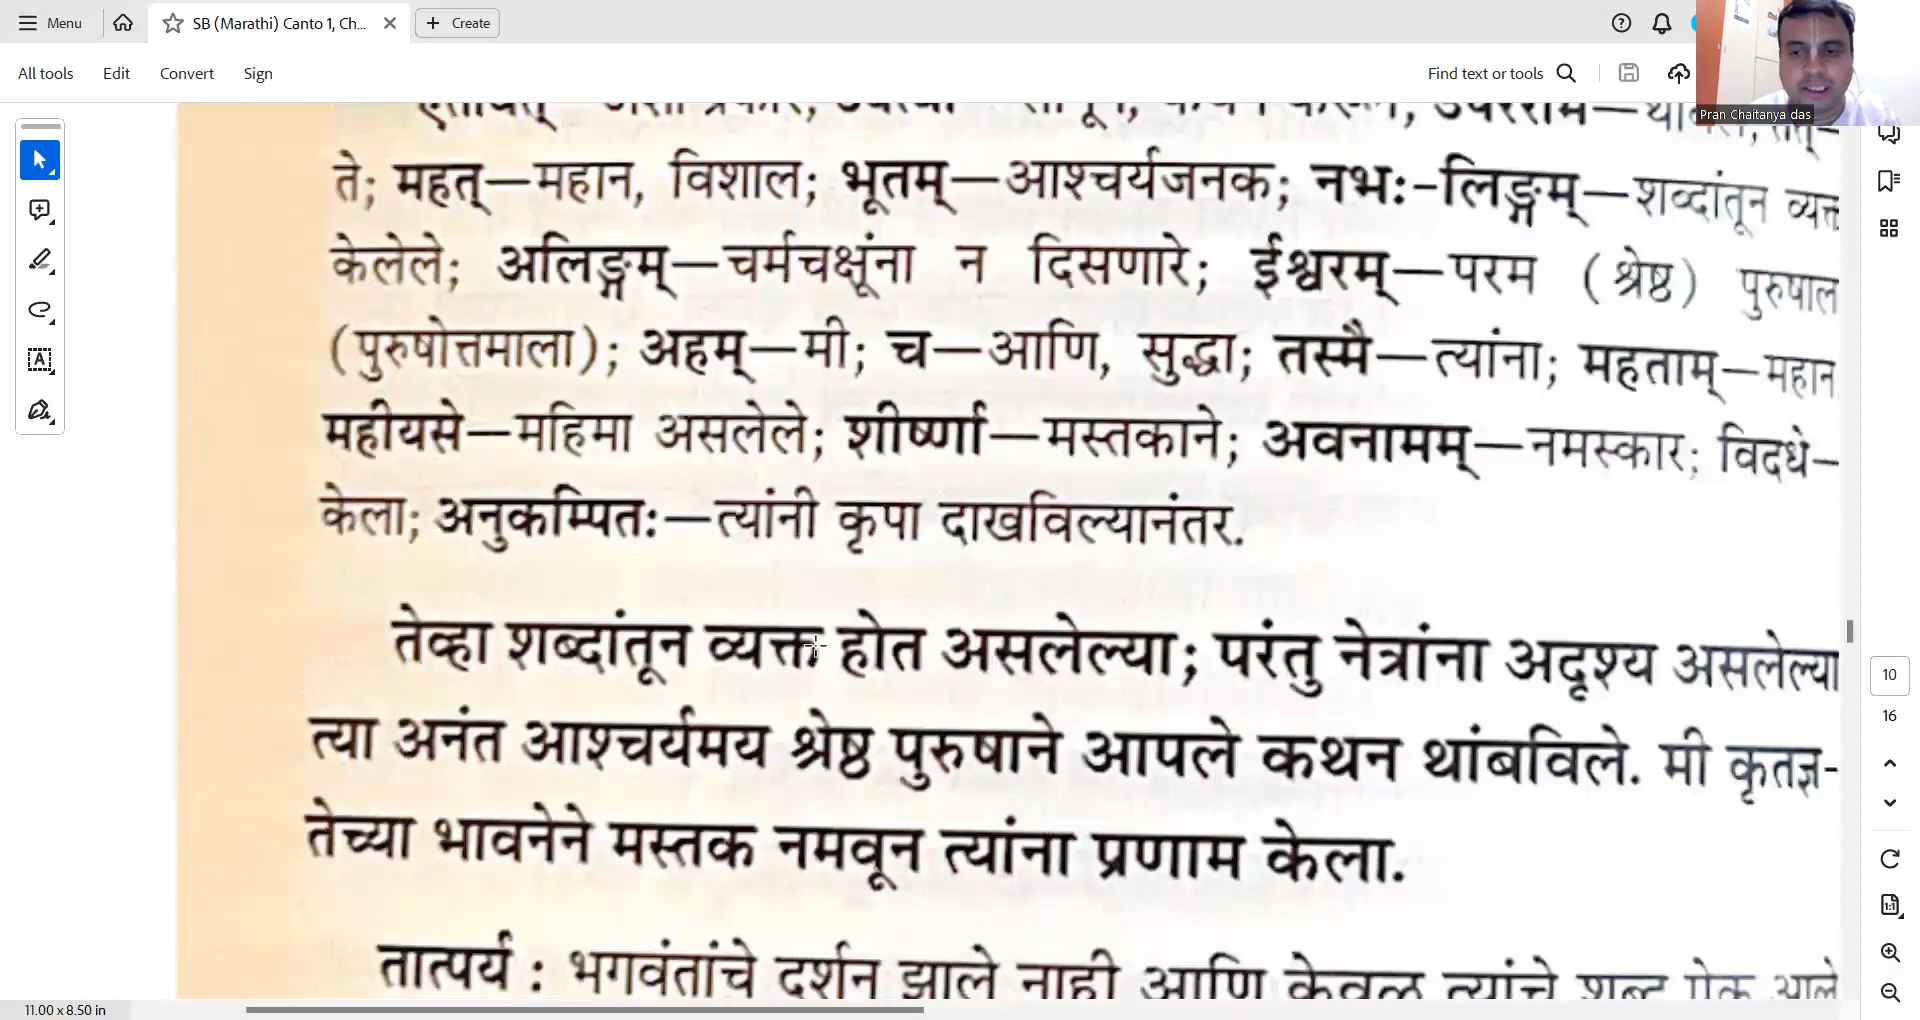 Menu
SB (Marathi) Canto 1, Ch...
Create
All tools
Edit
Convert
Sign
Find text or tools
Pran Chaitanya das
ते; महत्—महान, विशाल; भूतम्—आश्चर्यजनक; नभः-लिङ्गम्—शब्दांतून व्यक्त
केलेले; अलिङ्गम्—चर्मचक्षूंना न दिसणारे; ईश्वरम्—परम (श्रेष्ठ) पुरुषाल
(पुरुषोत्तमाला); अहम्—मी; च—आणि, सुद्धा; तस्मै—त्यांना; महताम्—महान
महीयसे—महिमा असलेले; शीर्ष्णा—मस्तकाने; अवनामम्—नमस्कार; विदधे—
केला; अनुकम्पितः—त्यांनी कृपा दाखविल्यानंतर.
तेव्हा शब्दांतून व्यक्त होत असलेल्या; परंतु नेत्रांना अदृश्य असलेल्या
त्या अनंत आश्चर्यमय श्रेष्ठ पुरुषाने आपले कथन थांबविले. मी कृतज्ञ-
तेच्या भावनेने मस्तक नमवून त्यांना प्रणाम केला.
तात्पर्य : भगवंतांचे दर्शन झाले नाही आणि केवळ त्यांचे शब्द ऐकू आले
10
16
11.00 x 8.50 in